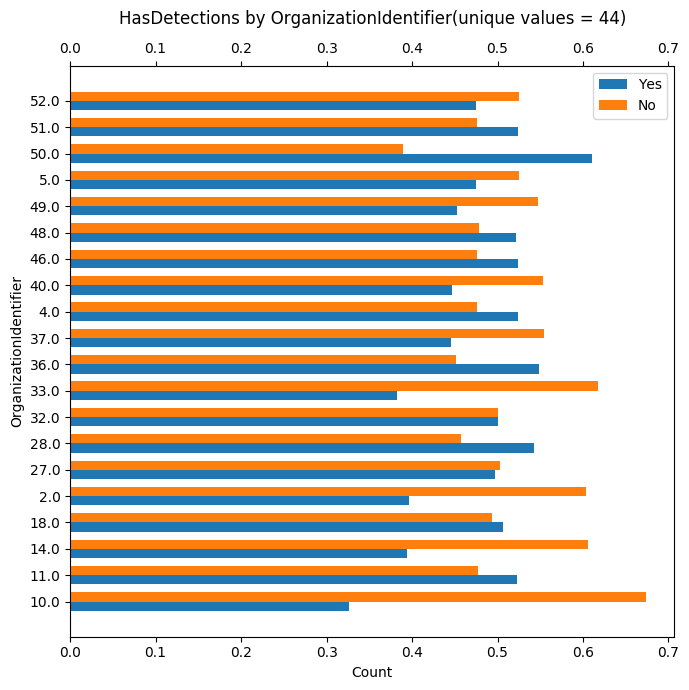 HasDetections by OrganizationIdentifier(unique values = 44)
0.0 0.1 0.2 0.3 0.4 0.5 0.6 0.7
Yes
No
52.0
51.0
50.0
5.0
49.0
48.0
46.0
40.0
4.0
37.0
36.0
33.0
32.0
28.0
27.0
2.0
18.0
14.0
11.0
10.0
OrganizationIdentifier
0.0 0.1 0.2 0.3 0.4 0.5 0.6 0.7
Count